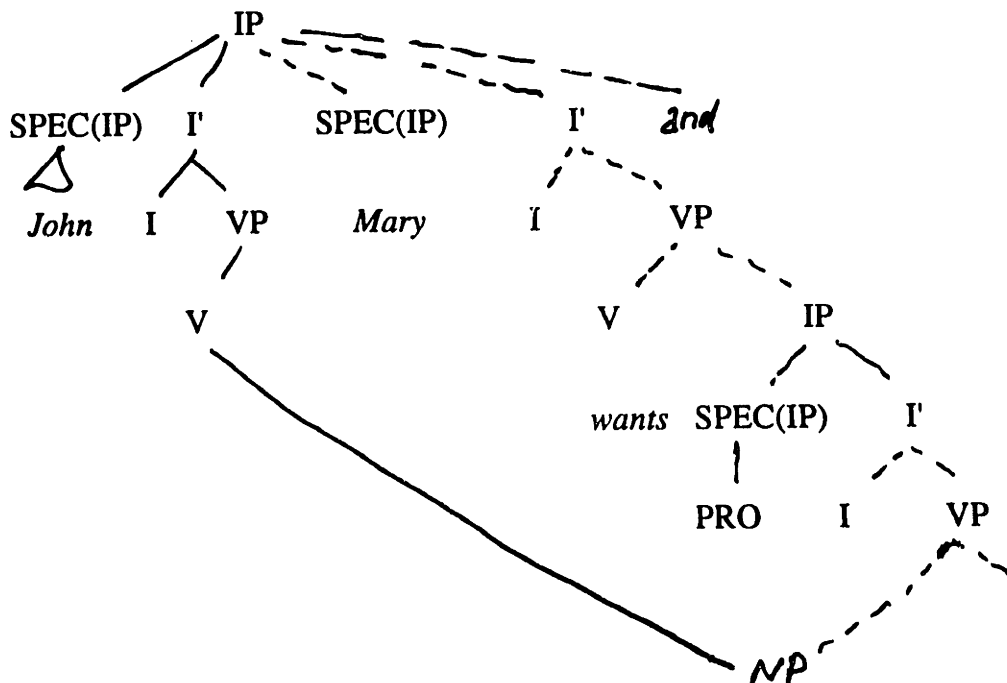 IP
SPEC(IP) I' SPEC(IP) I' and
John I VP Mary I VP
V V IP
wants SPEC(IP) I'
PRO I VP
NP